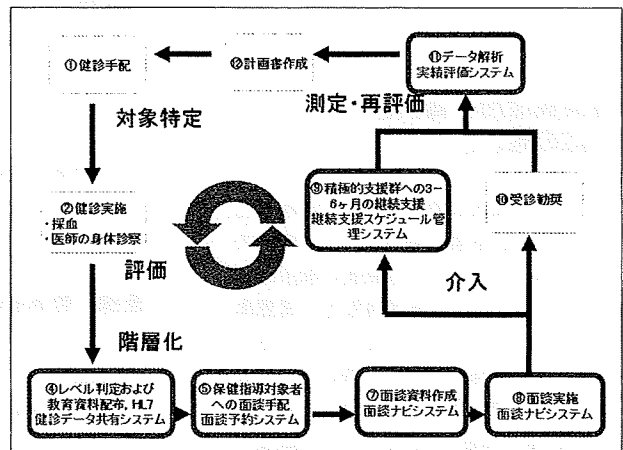 ①健診手配
⑫計画書作成
⑪データ解析
実績評価システム
対象特定
測定・再評価
②健診実施
・採血
・医師の身体診察
⑨積極的支援群への3−
6ヶ月の継続支援
継続支援スケジュール管
理システム
⑩受診勧奨
評価
介入
階層化
④レベル判定および
教育資料配布, HL7
健診データ共有システム
⑤保健指導対象者
への面談手配
面談予約システム
⑦面談資料作成
面談ナビシステム
⑧面談実施
面談ナビシステム